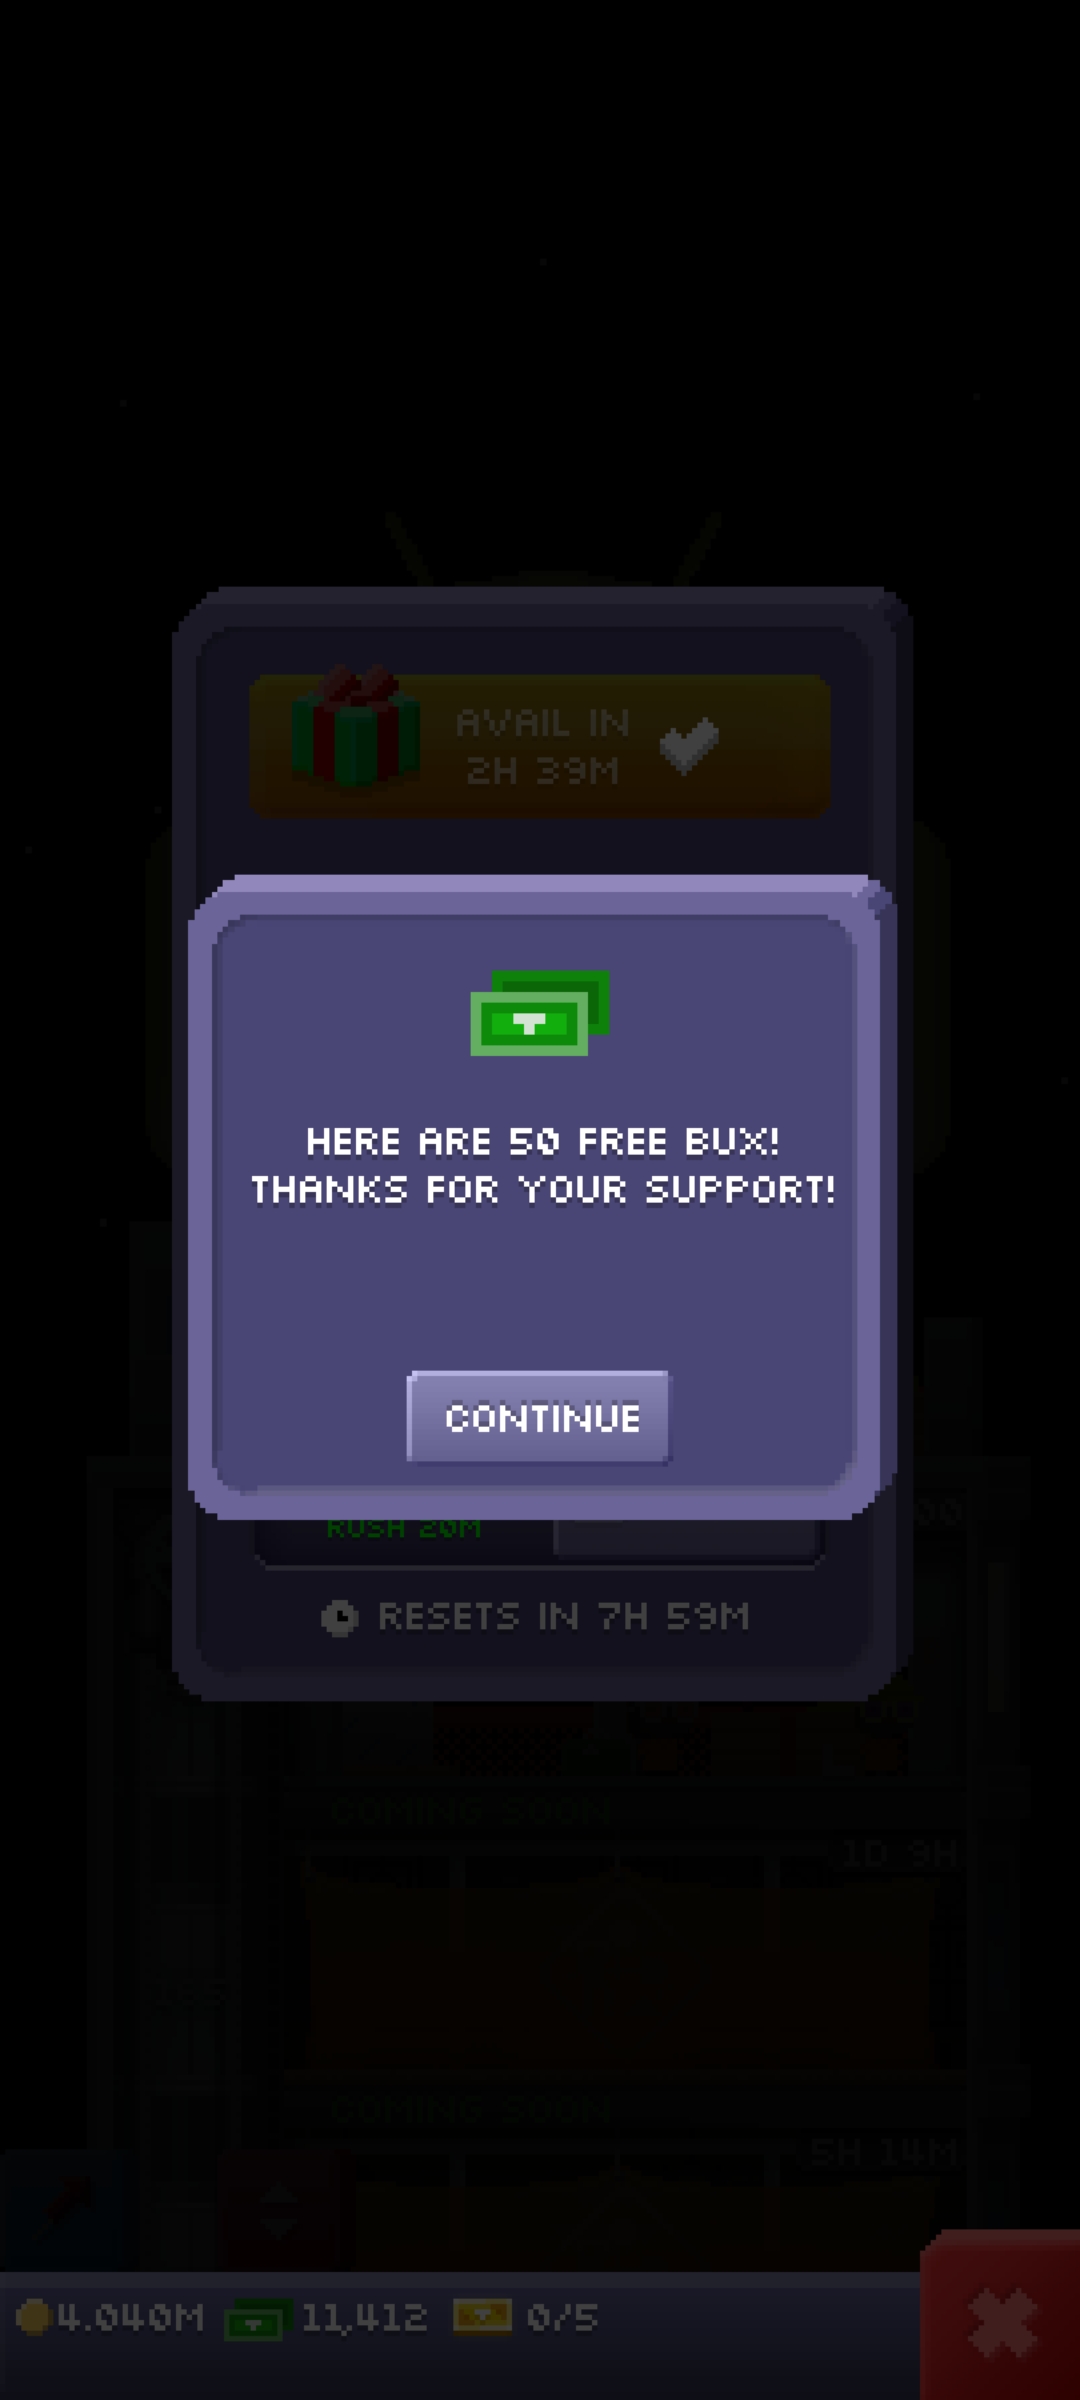 AVAIL IN
2H 39M
HERE ARE 50 FREE BUX!
THANKS FOR YOUR SUPPORT!
CONTINUE
RUSH 20M
RESETS IN 7H 59M
COMING SOON
1D 9H
COMING SOON
5H 14M
4.040M 11,412 0/5